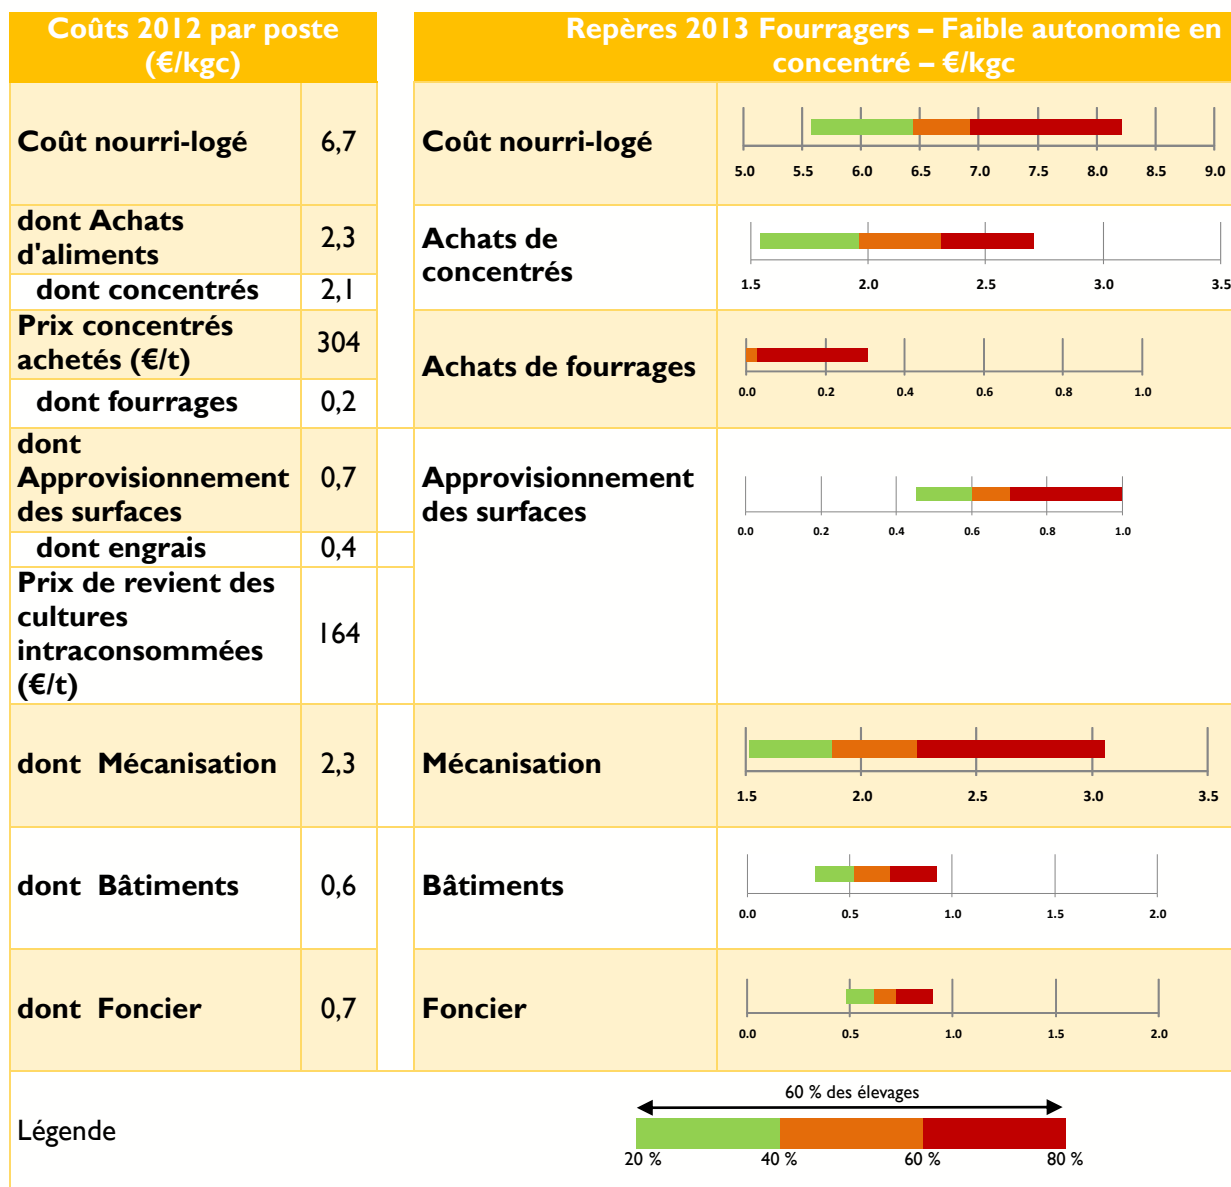 Coûts 2012 par poste
(€/kgc)
Repères 2013 Fourragers – Faible autonomie en
concentré – €/kgc
Coût nourri-logé
6,7
Coût nourri-logé
5.0 5.5 6.0 6.5 7.0 7.5 8.0 8.5 9.0
dont Achats
d'aliments
2,3
dont concentrés
2,1
Achats de
concentrés
1.5 2.0 2.5 3.0 3.5
Prix concentrés
achetés (€/t)
304
dont fourrages
0,2
Achats de fourrages
0.0 0.2 0.4 0.6 0.8 1.0
dont
Approvisionnement
des surfaces
0,7
dont engrais
0,4
Prix de revient des
cultures
intraconsommées
(€/t)
164
Approvisionnement
des surfaces
0.0 0.2 0.4 0.6 0.8 1.0
dont Mécanisation
2,3
Mécanisation
1.5 2.0 2.5 3.0 3.5
dont Bâtiments
0,6
Bâtiments
0.0 0.5 1.0 1.5 2.0
dont Foncier
0,7
Foncier
0.0 0.5 1.0 1.5 2.0
Légende
60 % des élevages
20 % 40 % 60 % 80 %